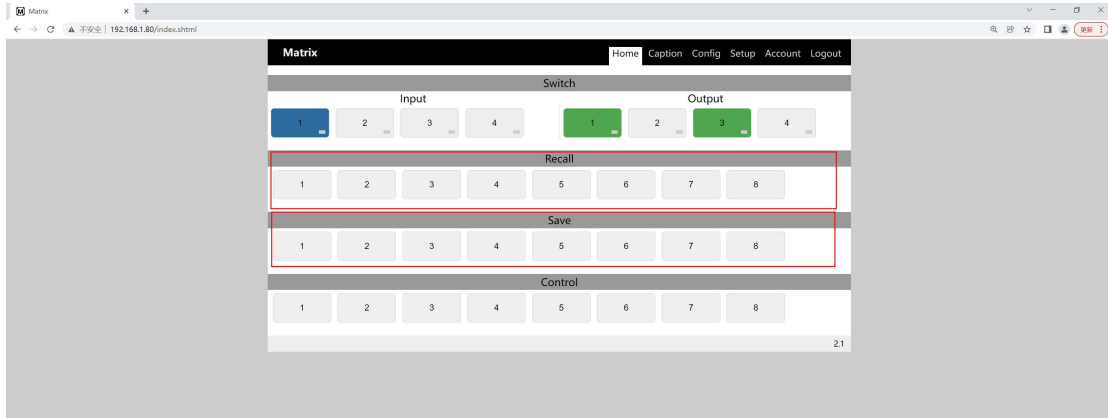 Matrix
不安全 192.168.1.80/index.shtml 更新
Matrix Home Caption Config Setup Account Logout
Switch
Input Output
1 2 3 4 1 2 3 4
Recall
1 2 3 4 5 6 7 8
Save
1 2 3 4 5 6 7 8
Control
1 2 3 4 5 6 7 8
2.1